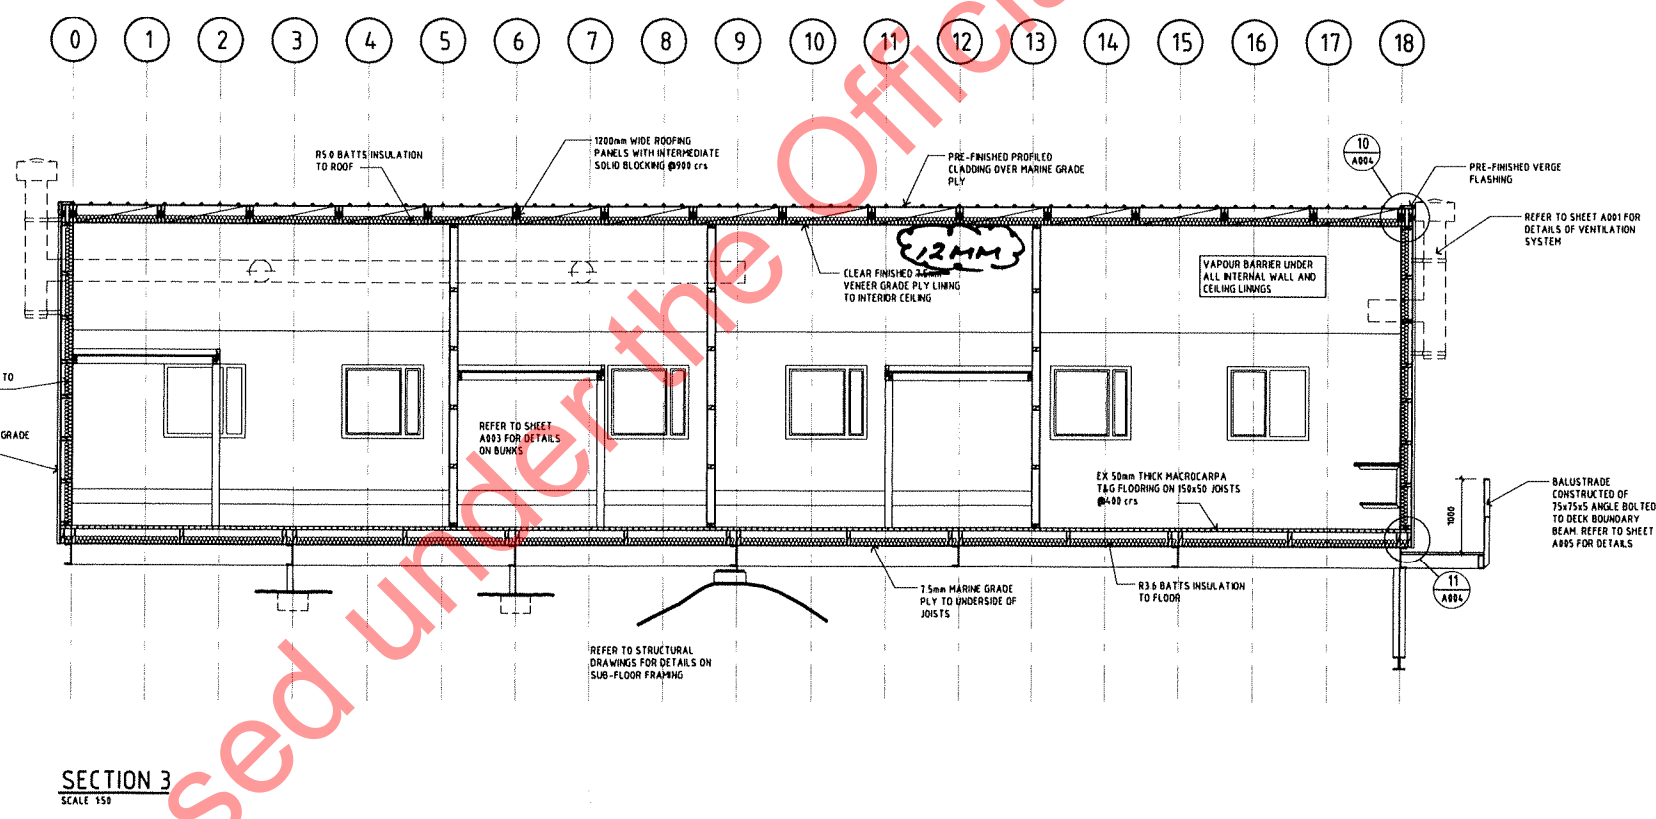 0 1 2 3 4 5 6 7 8 9 10 11 12 13 14 15 16 17 18
R5.0 BATTS INSULATION
TO ROOF
1200mm WIDE ROOFING
PANELS WITH INTERMEDIATE
SOLID BLOCKING @900 crs
PRE-FINISHED PROFILED
CLADDING OVER MARINE GRADE
PLY
10
A004
PRE-FINISHED VERGE
FLASHING
REFER TO SHEET A001 FOR
DETAILS OF VENTILATION
SYSTEM
12MM
CLEAR FINISHED 7.5mm
VENEER GRADE PLY LINING
TO INTERIOR CEILING
VAPOUR BARRIER UNDER
ALL INTERNAL WALL AND
CEILING LININGS
TO
GRADE
REFER TO SHEET
A003 FOR DETAILS
ON BUNKS
EX 50mm THICK MACROCARPA
T&G FLOORING ON 150x50 JOISTS
@400 crs
1000
BALUSTRADE
CONSTRUCTED OF
75x75x5 ANGLE BOLTED
TO DECK BOUNDARY
BEAM. REFER TO SHEET
A005 FOR DETAILS
7.5mm MARINE GRADE
PLY TO UNDERSIDE OF
JOISTS
R3.6 BATTS INSULATION
TO FLOOR
11
A004
REFER TO STRUCTURAL
DRAWINGS FOR DETAILS ON
SUB-FLOOR FRAMING
SECTION 3
SCALE 1:50
sed under the Offici